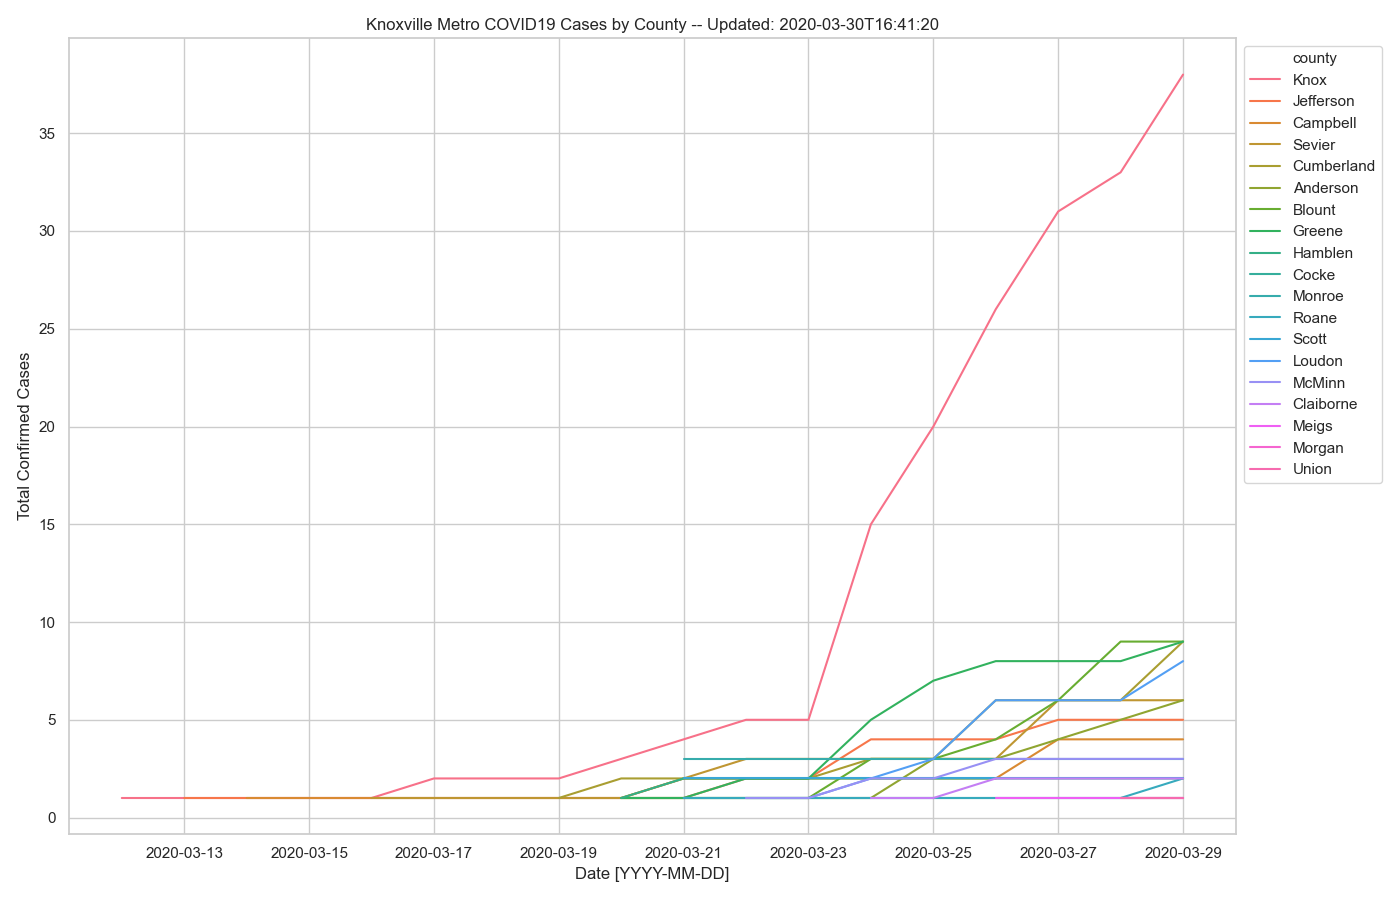 Knoxville Metro COVID19 Cases by County -- Updated: 2020-03-30T16:41:20
county
Knox
Jefferson
Campbell
Sevier
Cumberland
Anderson
Blount
Greene
Hamblen
Cocke
Monroe
Roane
Scott
Loudon
McMinn
Claiborne
Meigs
Morgan
Union
Total Confirmed Cases
35
30
25
20
15
10
5
0
2020-03-13 2020-03-15 2020-03-17 2020-03-19 2020-03-21 2020-03-23 2020-03-25 2020-03-27 2020-03-29
Date [YYYY-MM-DD]